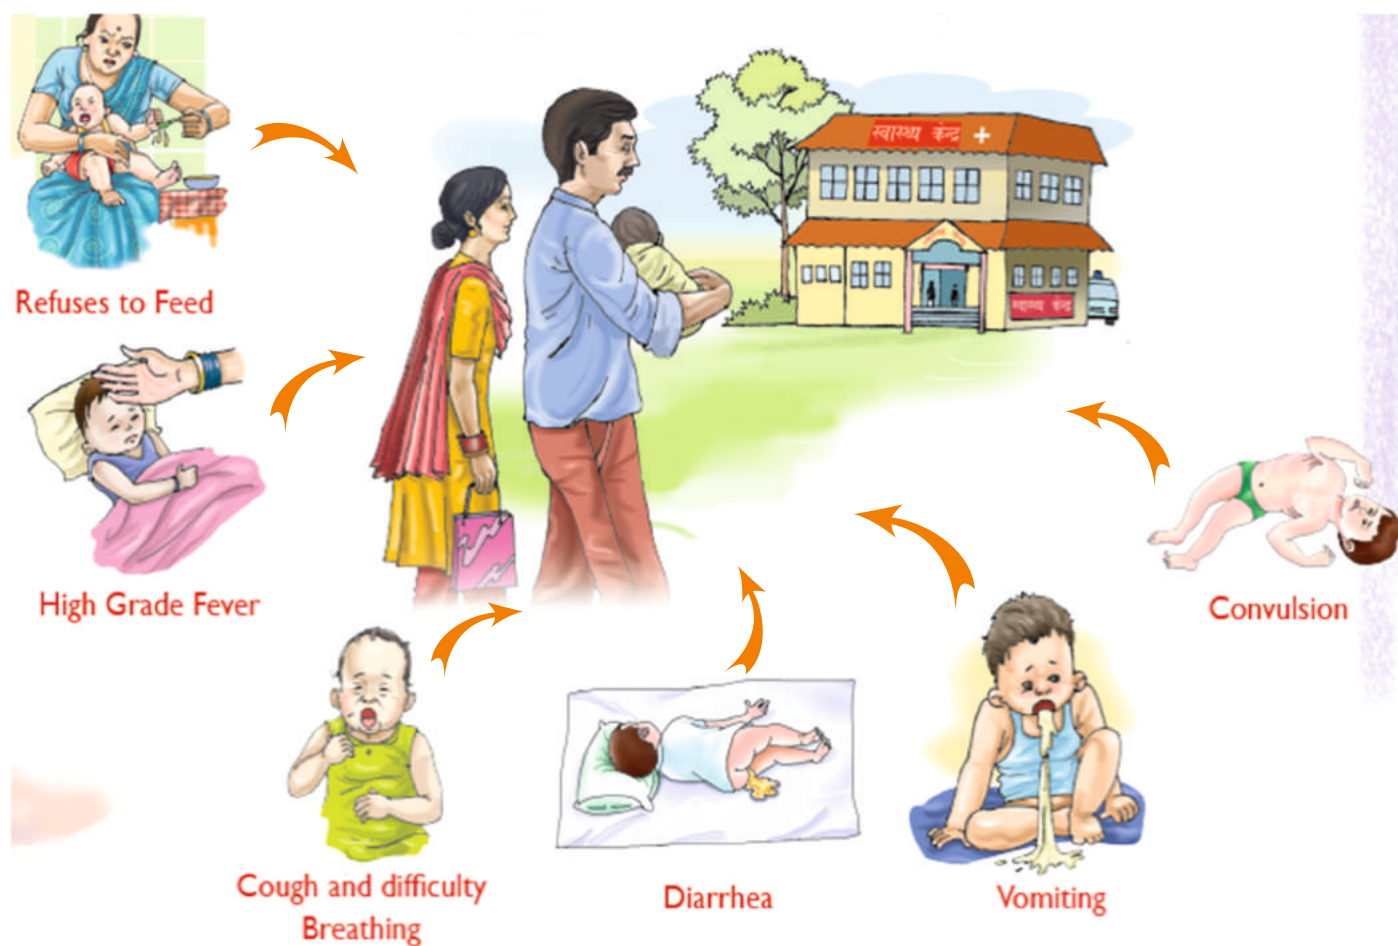 स्वास्थ्य केंन्द्र
स्वास्थ्य केंन्द्र
Refuses to Feed
High Grade Fever
Convulsion
Cough and difficulty
Breathing
Diarrhea
Vomiting